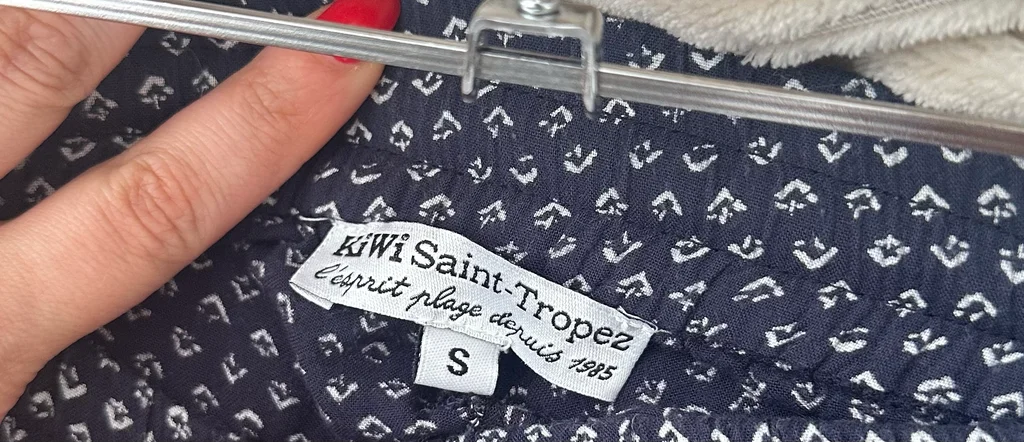 KiWi Saint-Tropez
l'esprit plage depuis 1985
S